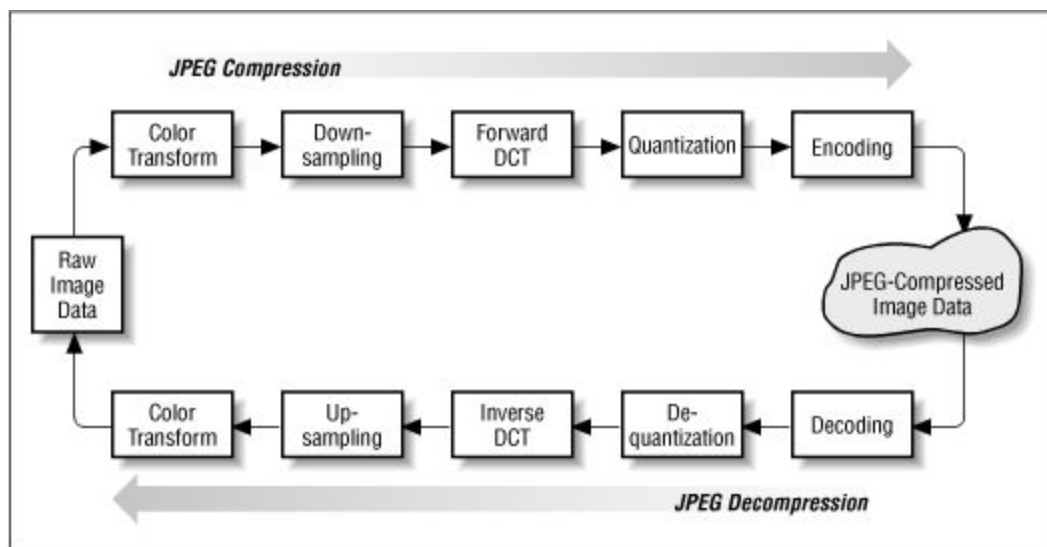 JPEG Compression
Color
Transform
Down-
sampling
Forward
DCT
Quantization
Encoding
Raw
Image
Data
JPEG-Compressed
Image Data
Color
Transform
Up-
sampling
Inverse
DCT
De-
quantization
Decoding
JPEG Decompression